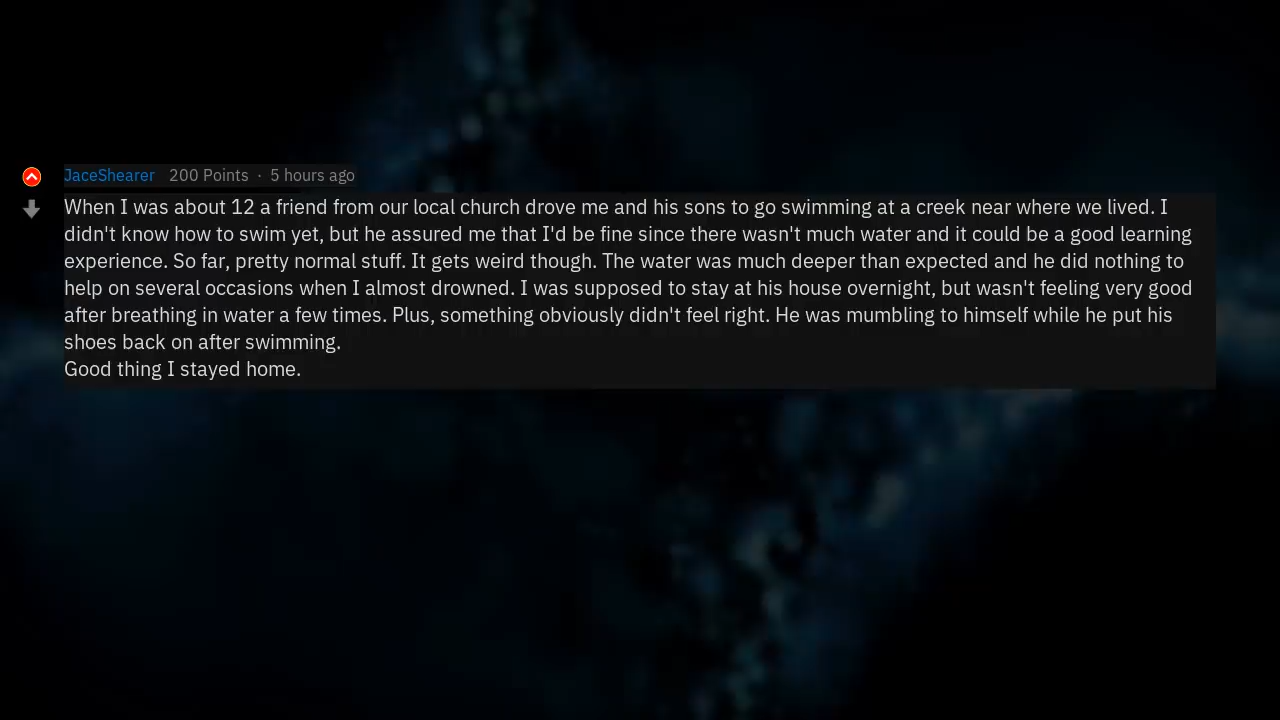 JaceShearer 200 Points · 5 hours ago
When I was about 12 a friend from our local church drove me and his sons to go swimming at a creek near where we lived. I
didn't know how to swim yet, but he assured me that I'd be fine since there wasn't much water and it could be a good learning
experience. So far, pretty normal stuff. It gets weird though. The water was much deeper than expected and he did nothing to
help on several occasions when I almost drowned. I was supposed to stay at his house overnight, but wasn't feeling very good
after breathing in water a few times. Plus, something obviously didn't feel right. He was mumbling to himself while he put his
shoes back on after swimming.
Good thing I stayed home.